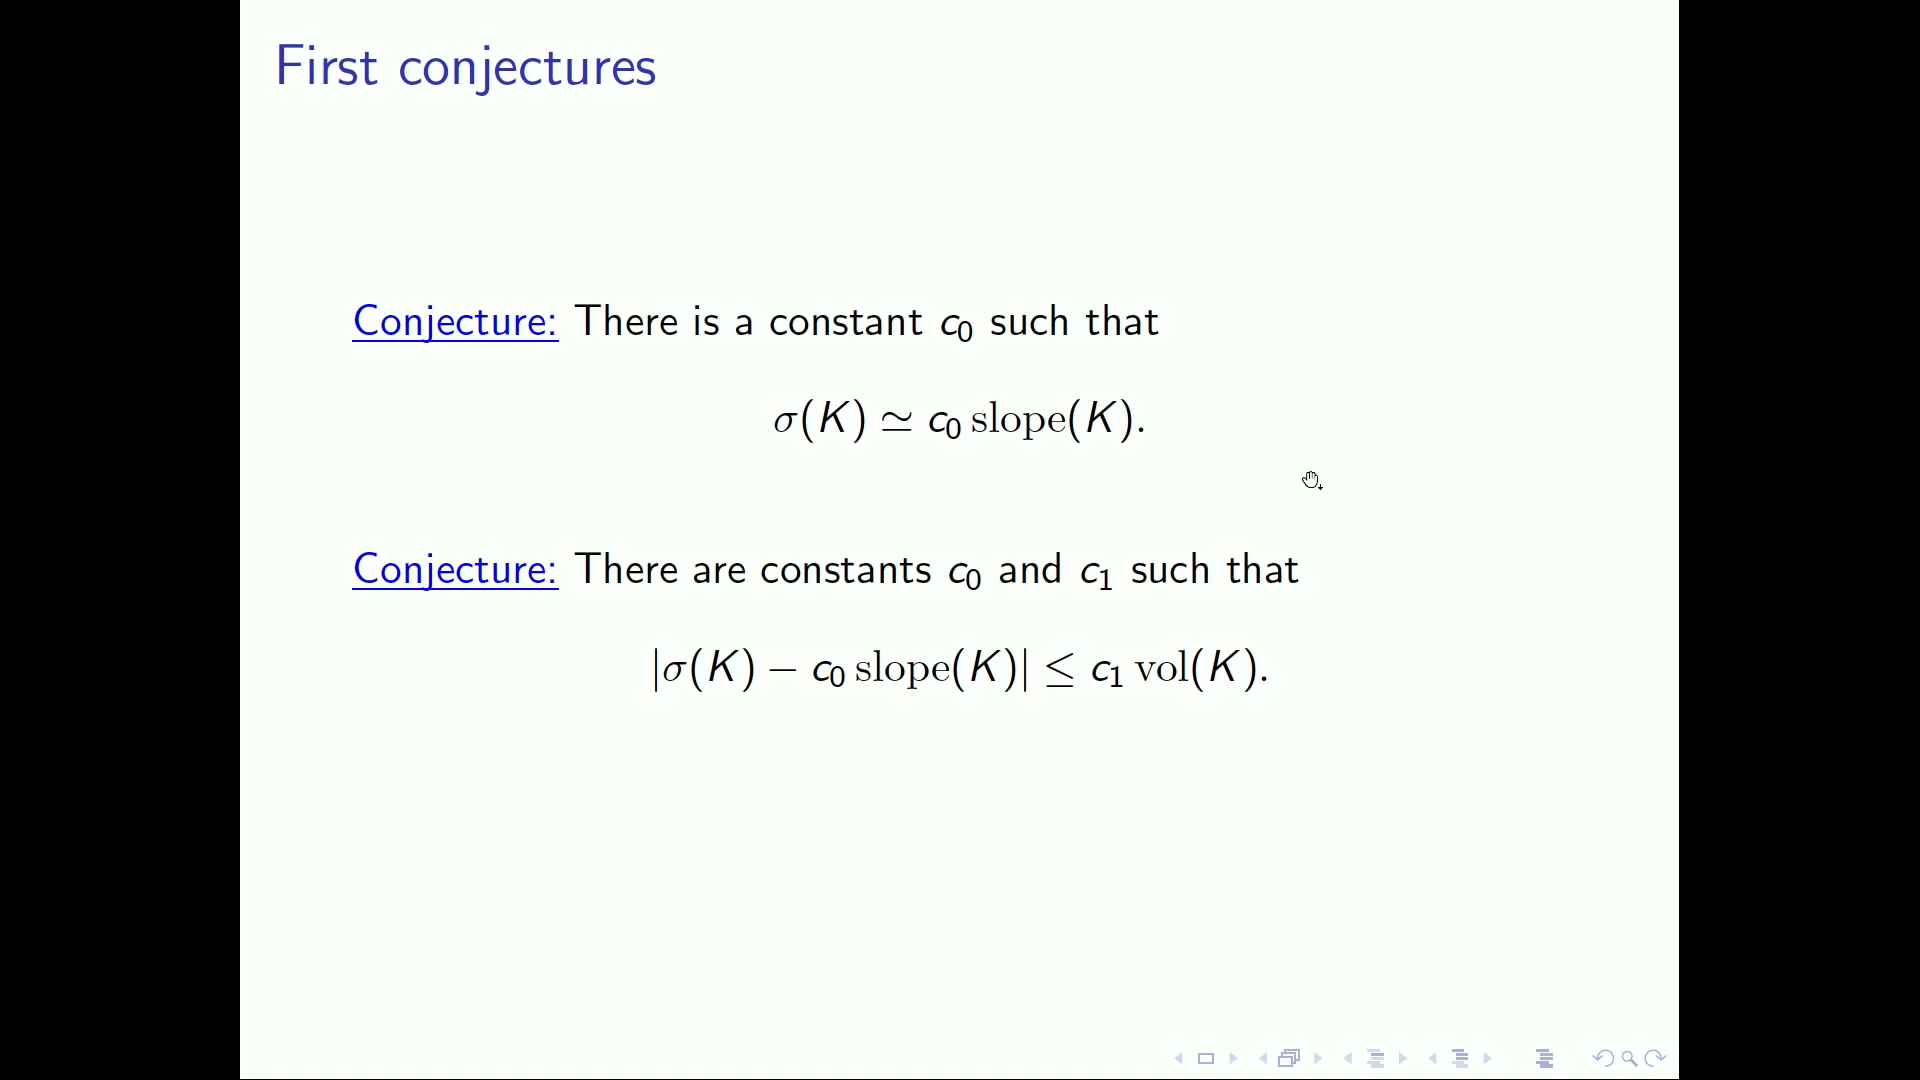 First conjectures
Conjecture: There is a constant c₀ such that
σ(K) ≃ c₀ slope(K).
Conjecture: There are constants c₀ and c₁ such that
|σ(K) − c₀ slope(K)| ≤ c₁ vol(K).